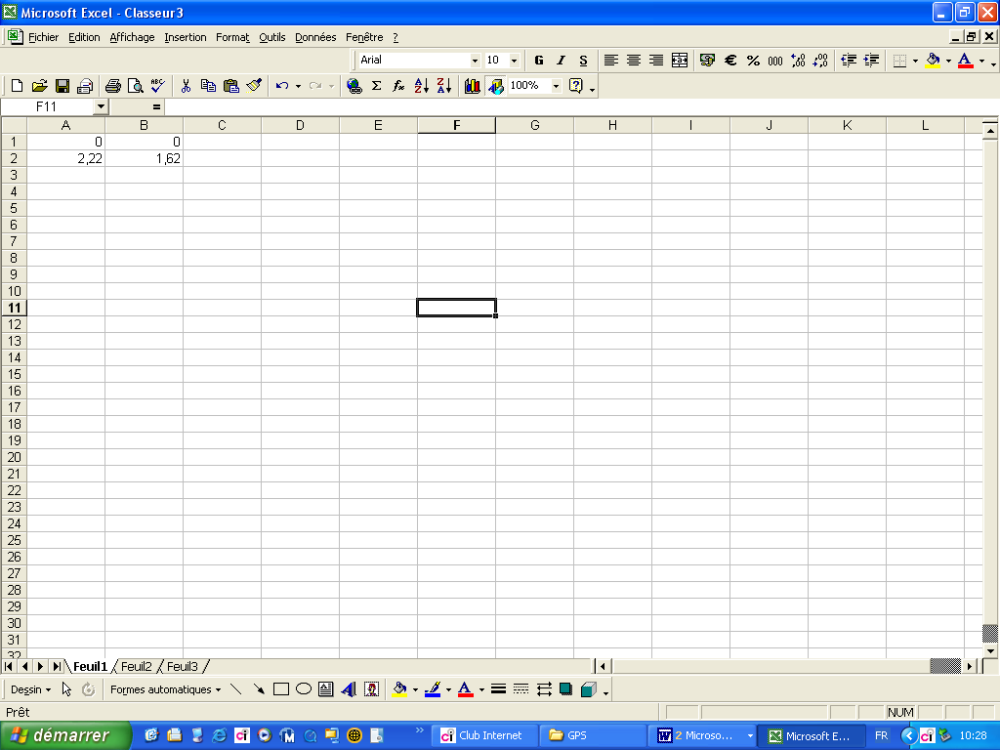 Microsoft Excel - Classeur3
Fichier Edition Affichage Insertion Format Outils Données Fenêtre ?
Arial 10 G I S € % 000
100%
F11 =
A B C D E F G H I J K L
1 0 0
2 2,22 1,62
3
4
5
6
7
8
9
10
11
12
13
14
15
16
17
18
19
20
21
22
23
24
25
26
27
28
29
30
31
32
Feuil1 Feuil2 Feuil3
Dessin Formes automatiques
Prêt NUM
démarrer Club Internet GPS 2 Microso... Microsoft E... FR 10:28